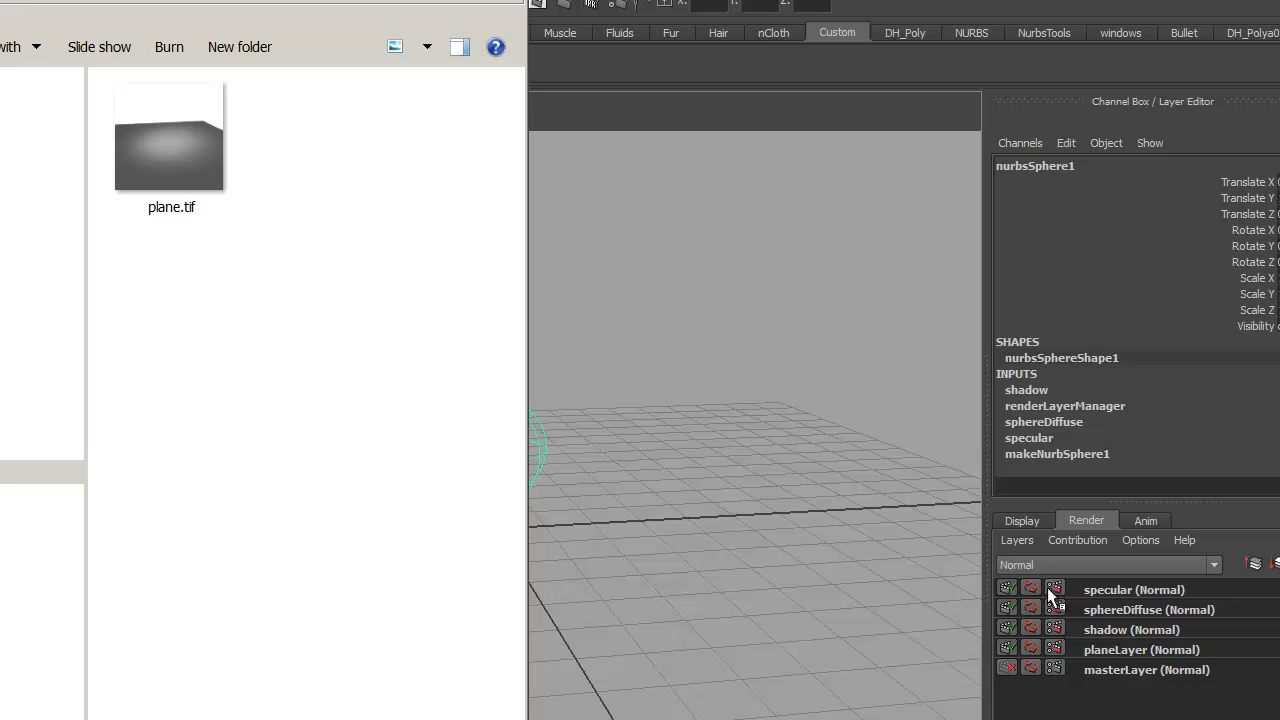 X: Y: Z:
with Slide show Burn New folder
Muscle Fluids Fur Hair nCloth Custom DH_Poly NURBS NurbsTools windows Bullet DH_Polya0
plane.tif
Channel Box / Layer Editor
Channels Edit Object Show
nurbsSphere1
Translate X 0
Translate Y
Translate Z
Rotate X 0
Rotate Y
Rotate Z
Scale X
Scale Y
Scale Z
Visibility
SHAPES
nurbsSphereShape1
INPUTS
shadow
renderLayerManager
sphereDiffuse
specular
makeNurbSphere1
Display Render Anim
Layers Contribution Options Help
Normal
specular (Normal)
sphereDiffuse (Normal)
shadow (Normal)
planeLayer (Normal)
masterLayer (Normal)